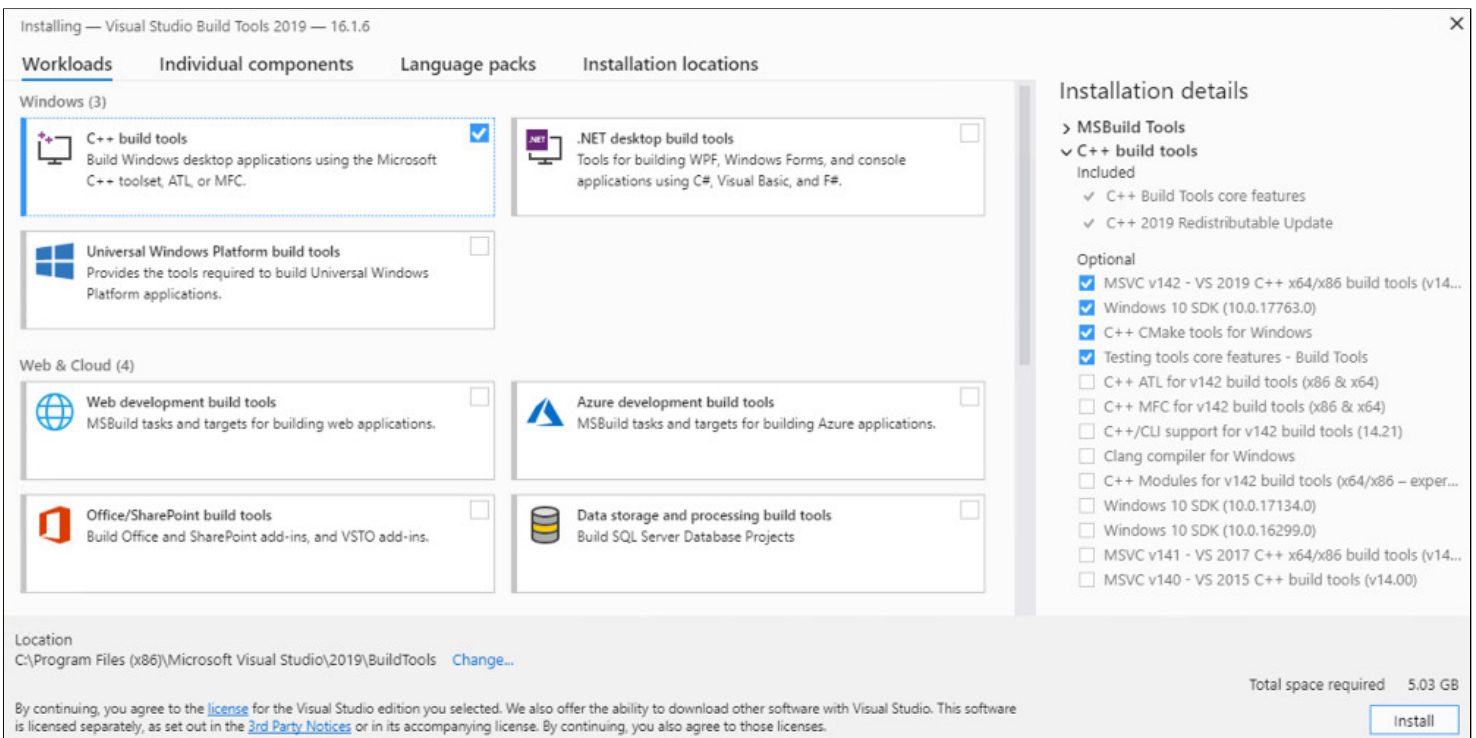 Installing — Visual Studio Build Tools 2019 — 16.1.6
Workloads
Individual components
Language packs
Installation locations
Windows (3)
C++ build tools
Build Windows desktop applications using the Microsoft
C++ toolset, ATL, or MFC.
.NET
.NET desktop build tools
Tools for building WPF, Windows Forms, and console
applications using C#, Visual Basic, and F#.
Universal Windows Platform build tools
Provides the tools required to build Universal Windows
Platform applications.
Web & Cloud (4)
Web development build tools
MSBuild tasks and targets for building web applications.
Azure development build tools
MSBuild tasks and targets for building Azure applications.
Office/SharePoint build tools
Build Office and SharePoint add-ins, and VSTO add-ins.
Data storage and processing build tools
Build SQL Server Database Projects
Installation details
MSBuild Tools
C++ build tools
Included
C++ Build Tools core features
C++ 2019 Redistributable Update
Optional
MSVC v142 - VS 2019 C++ x64/x86 build tools (v14...
Windows 10 SDK (10.0.17763.0)
C++ CMake tools for Windows
Testing tools core features - Build Tools
C++ ATL for v142 build tools (x86 & x64)
C++ MFC for v142 build tools (x86 & x64)
C++/CLI support for v142 build tools (14.21)
Clang compiler for Windows
C++ Modules for v142 build tools (x64/x86 – exper...
Windows 10 SDK (10.0.17134.0)
Windows 10 SDK (10.0.16299.0)
MSVC v141 - VS 2017 C++ x64/x86 build tools (v14...
MSVC v140 - VS 2015 C++ build tools (v14.00)
Location
C:\Program Files (x86)\Microsoft Visual Studio\2019\BuildTools Change...
Total space required 5.03 GB
By continuing, you agree to the license for the Visual Studio edition you selected. We also offer the ability to download other software with Visual Studio. This software
is licensed separately, as set out in the 3rd Party Notices or in its accompanying license. By continuing, you also agree to those licenses.
Install